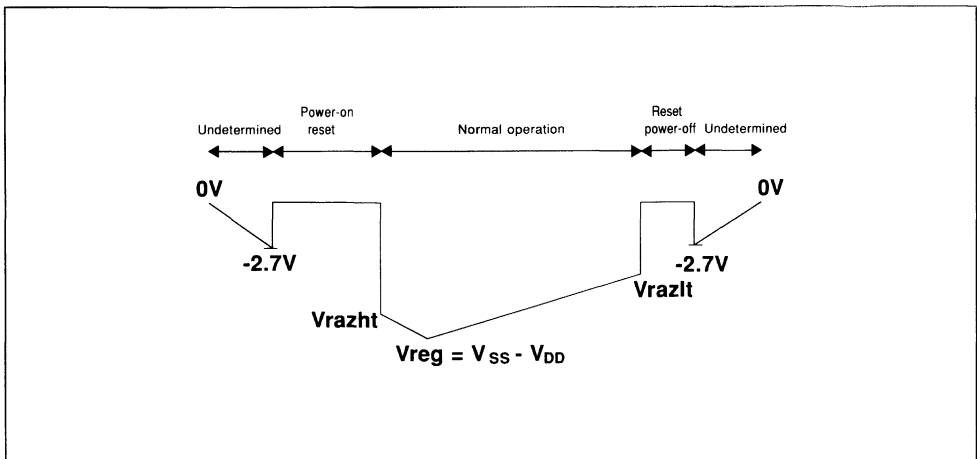 Undetermined
Power-on
reset
Normal operation
Reset
power-off
Undetermined
0V
0V
-2.7V
-2.7V
Vrazht
Vrazlt
Vreg = VSS - VDD